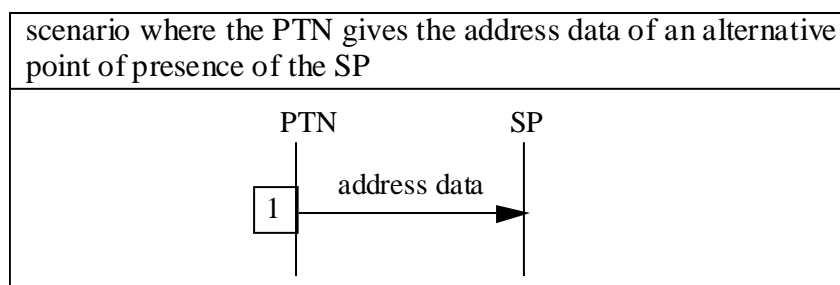 scenario where the PTN gives the address data of an alternative
point of presence of the SP
PTN SP
address data
1